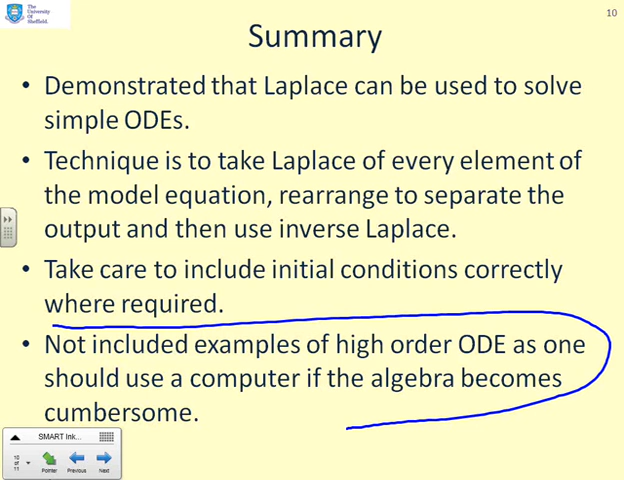 The
University
Of
Sheffield.
10
Summary
• Demonstrated that Laplace can be used to solve
simple ODEs.
• Technique is to take Laplace of every element of
the model equation, rearrange to separate the
output and then use inverse Laplace.
• Take care to include initial conditions correctly
where required.
• Not included examples of high order ODE as one
should use a computer if the algebra becomes
cumbersome.
SMART Ink...
10
of
11
Pointer
Previous
Next